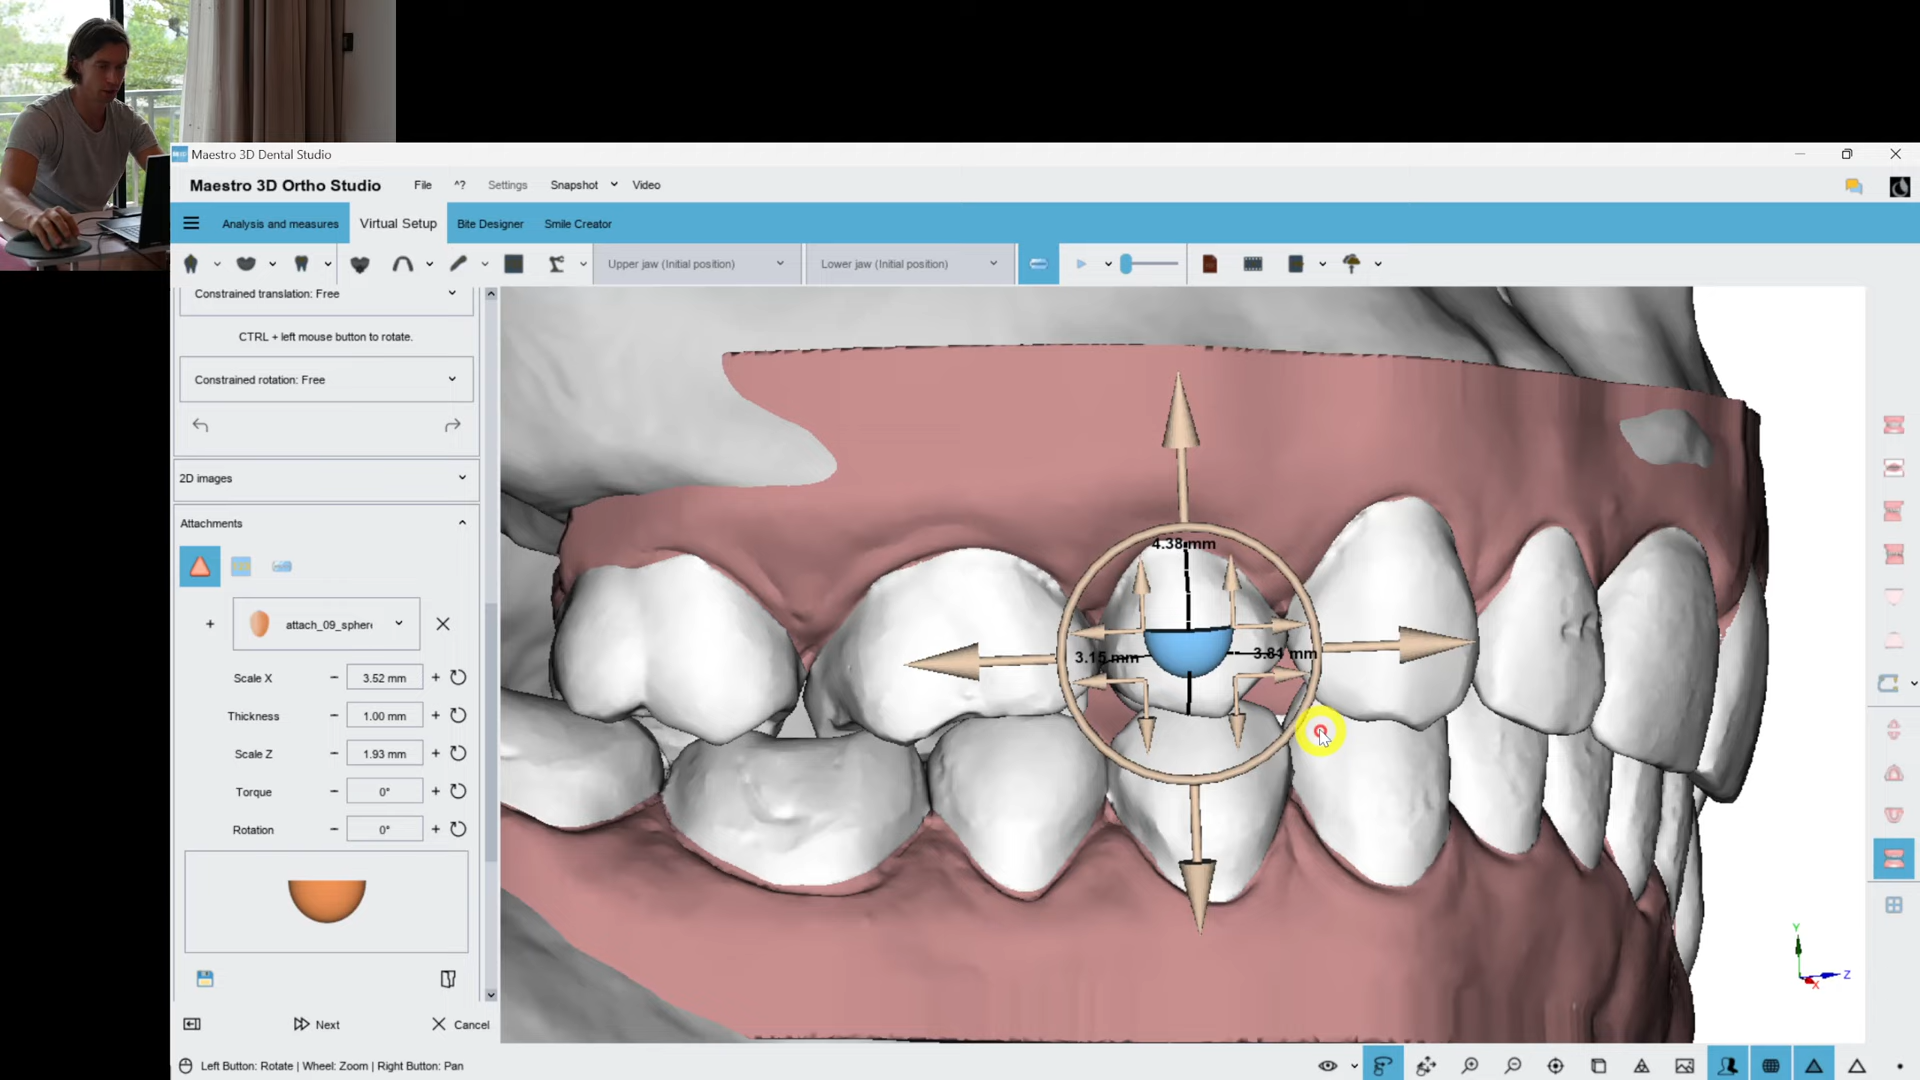 Maestro 3D Dental Studio
Maestro 3D Ortho Studio
File
^?
Settings
Snapshot
Video
Analysis and measures
Virtual Setup
Bite Designer
Smile Creator
Upper jaw (Initial position)
Lower jaw (Initial position)
Constrained translation: Free
CTRL + left mouse button to rotate.
Constrained rotation: Free
2D images
Attachments
+
attach_09_spher
Scale X
−
3.52 mm
+
Thickness
−
1.00 mm
+
Scale Z
−
1.93 mm
+
Torque
−
0°
+
Rotation
−
0°
+
Next
Cancel
4.38 mm
3.15 mm
3.84 mm
Y
Z
X
Left Button: Rotate | Wheel: Zoom | Right Button: Pan